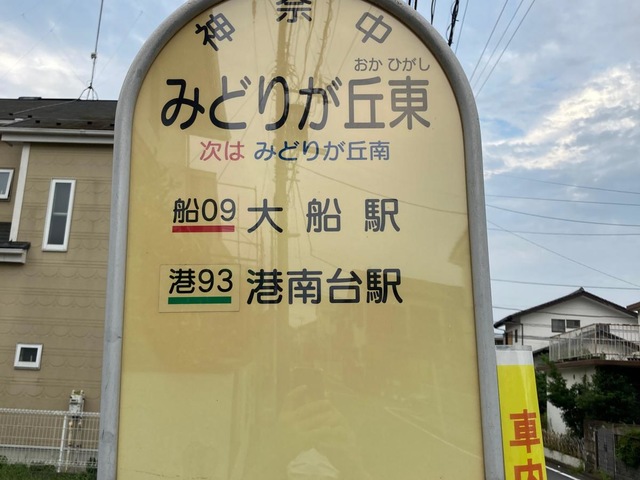 神奈中
おか ひがし
みどりが丘東
次は みどりが丘南
船09 大船駅
港93 港南台駅
車内